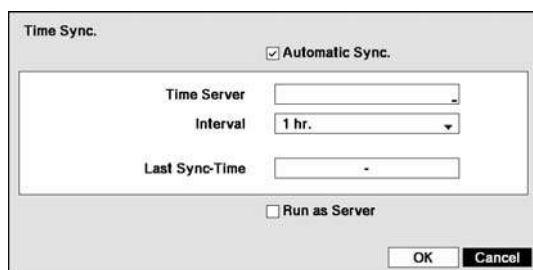 Time Sync.
Automatic Sync.
Time Server
Interval 1 hr.
Last Sync-Time -
Run as Server
OK Cancel